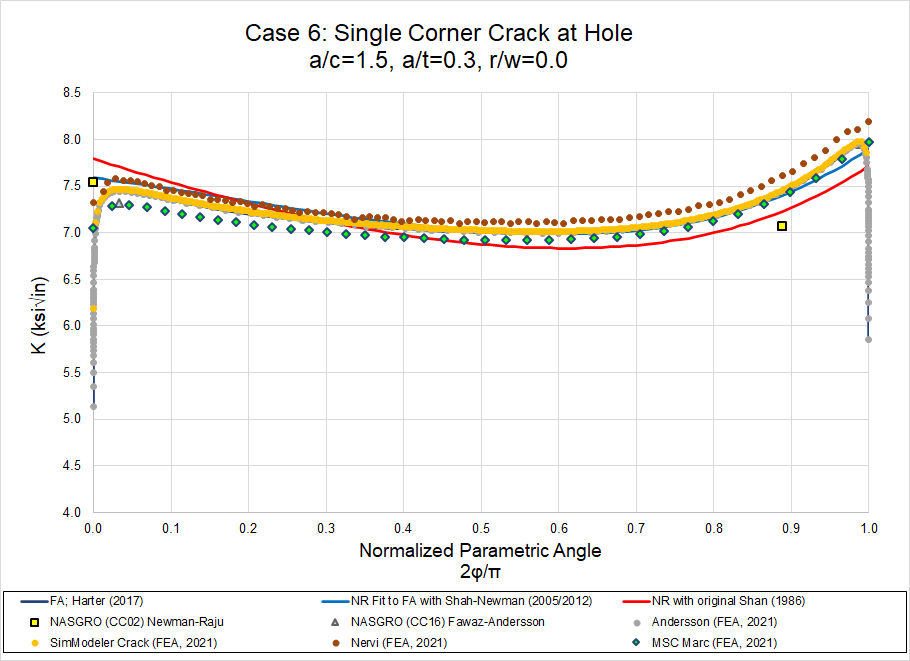 Case 6: Single Corner Crack at Hole
a/c=1.5, a/t=0.3, r/w=0.0
8.5
8.0
7.5
7.0
6.5
6.0
5.5
5.0
4.5
4.0
K (ksi√in)
0.0 0.1 0.2 0.3 0.4 0.5 0.6 0.7 0.8 0.9 1.0
Normalized Parametric Angle
2φ/π
FA; Harter (2017) NR Fit to FA with Shah-Newman (2005/2012) NR with original Shan (1986)
NASGRO (CC02) Newman-Raju NASGRO (CC16) Fawaz-Andersson Andersson (FEA, 2021)
SimModeler Crack (FEA, 2021) Nervi (FEA, 2021) MSC Marc (FEA, 2021)